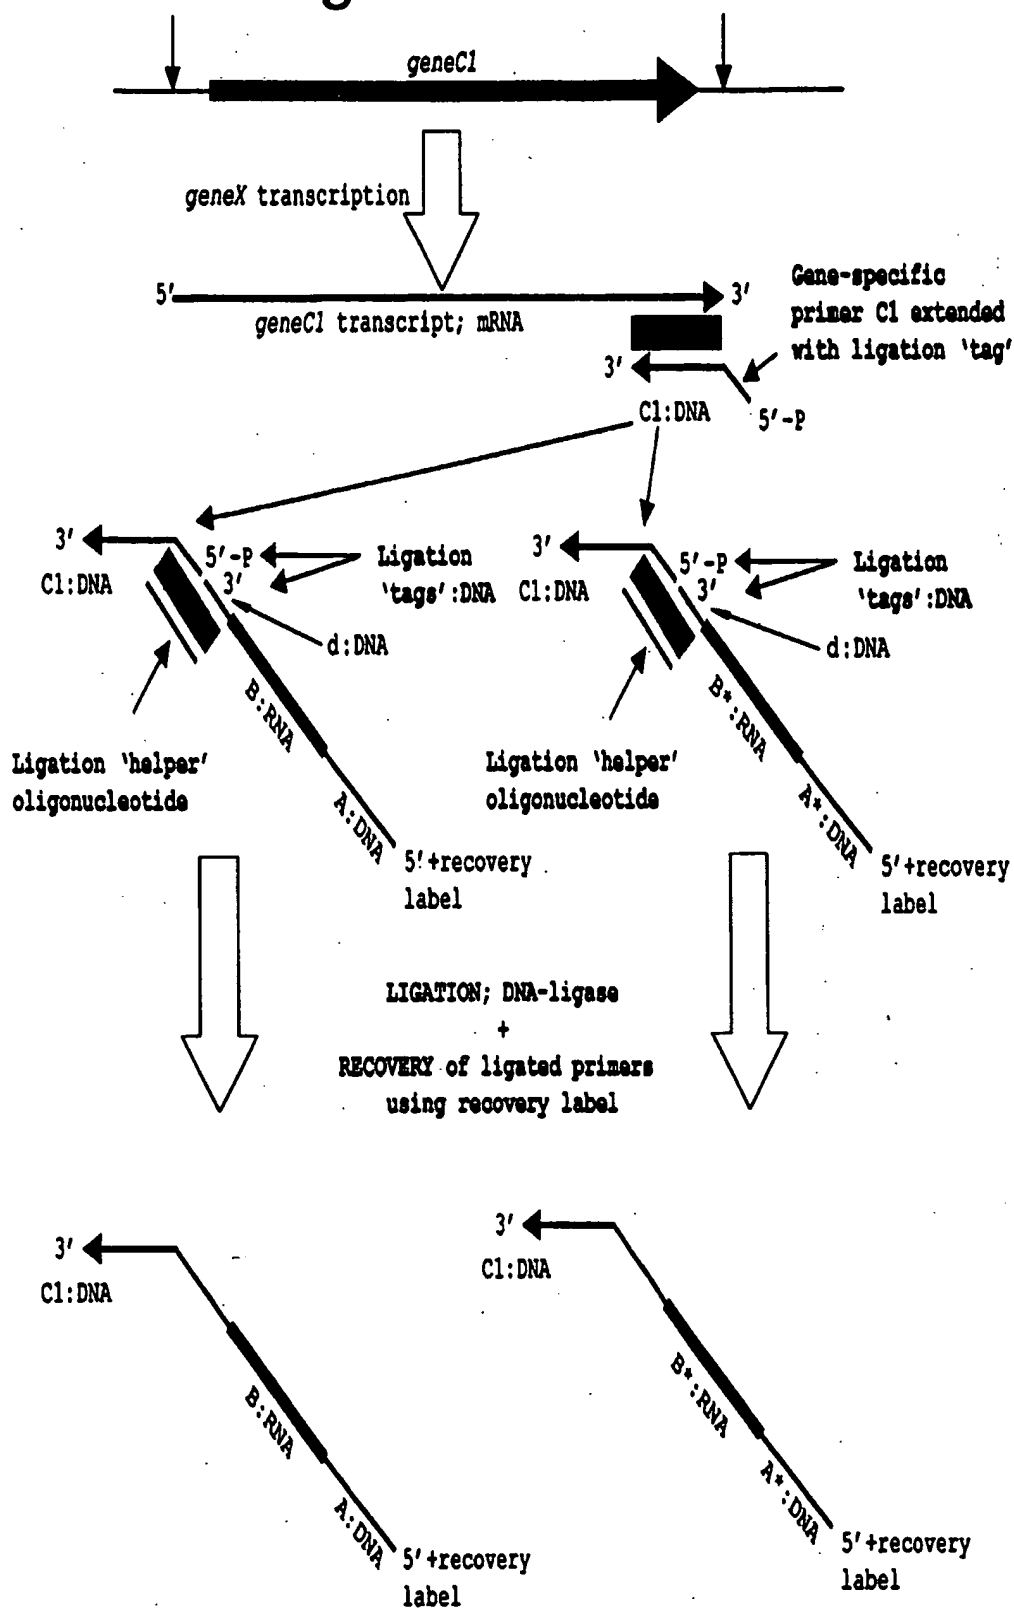 geneC1
geneX transcription
5'
3'
geneC1 transcript; mRNA
Gene-specific
primer C1 extended
with ligation 'tag'
3'
C1:DNA
5'-P
3'
5'-P
3'
C1:DNA
Ligation
'tags':DNA
d:DNA
B:RNA
A:DNA
Ligation 'helper'
oligonucleotide
5'+recovery
label
3'
5'-P
3'
C1:DNA
Ligation
'tags':DNA
d:DNA
B*:RNA
A*:DNA
Ligation 'helper'
oligonucleotide
5'+recovery
label
LIGATION; DNA-ligase
+
RECOVERY of ligated primers
using recovery label
3'
C1:DNA
B:RNA
A:DNA
5'+recovery
label
3'
C1:DNA
B*:RNA
A*:DNA
5'+recovery
label